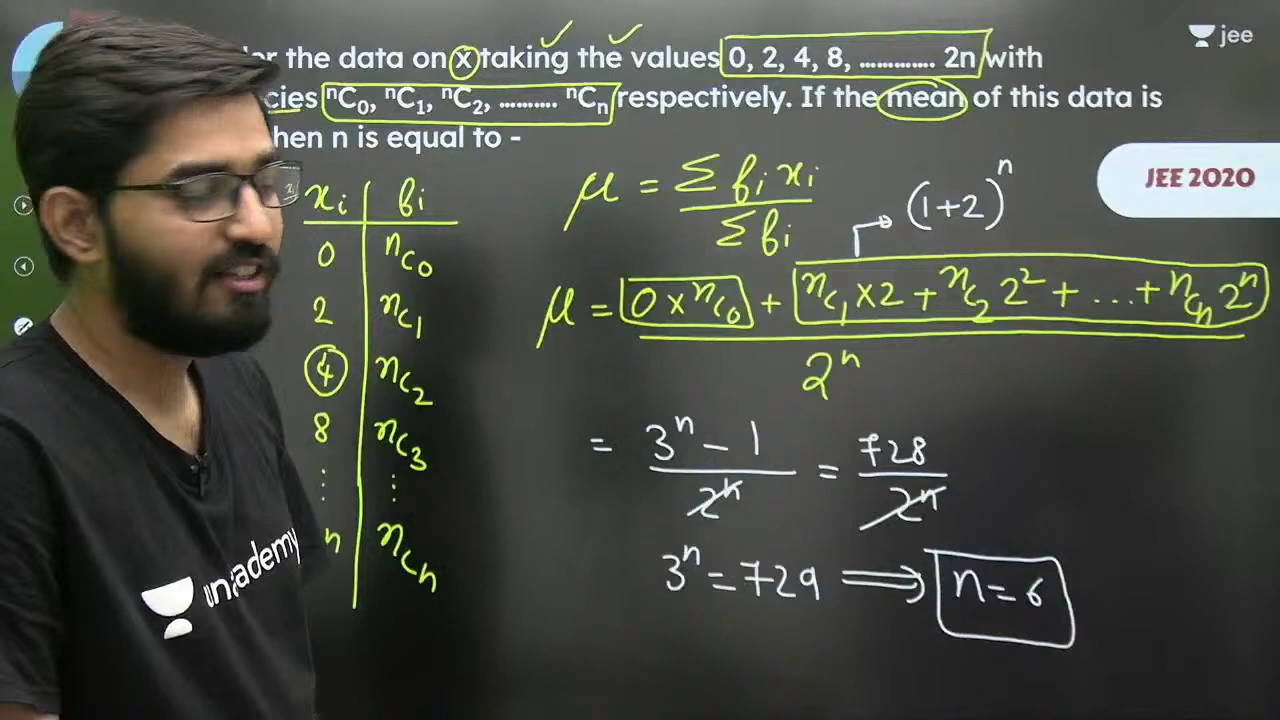 r the data on x taking the values 0, 2, 4, 8, ............. 2n with
cies ⁿC₀, ⁿC₁, ⁿC₂, .......... ⁿCₙ respectively. If the mean of this data is
hen n is equal to -
jee
JEE 2020
xᵢ | fᵢ
0 | ⁿC₀
2 | ⁿC₁
4 | ⁿC₂
8 | ⁿC₃
⋮ | ⋮
n | ⁿCₙ
μ = Σ fᵢ xᵢ / Σ fᵢ
(1+2)ⁿ
μ = 0 × ⁿC₀ + ⁿC₁ × 2 + ⁿC₂ 2² + ... + ⁿCₙ 2ⁿ / 2ⁿ
= 3ⁿ - 1 / 2ⁿ = 728 / 2ⁿ
3ⁿ = 729 ⟹ n = 6
unacademy